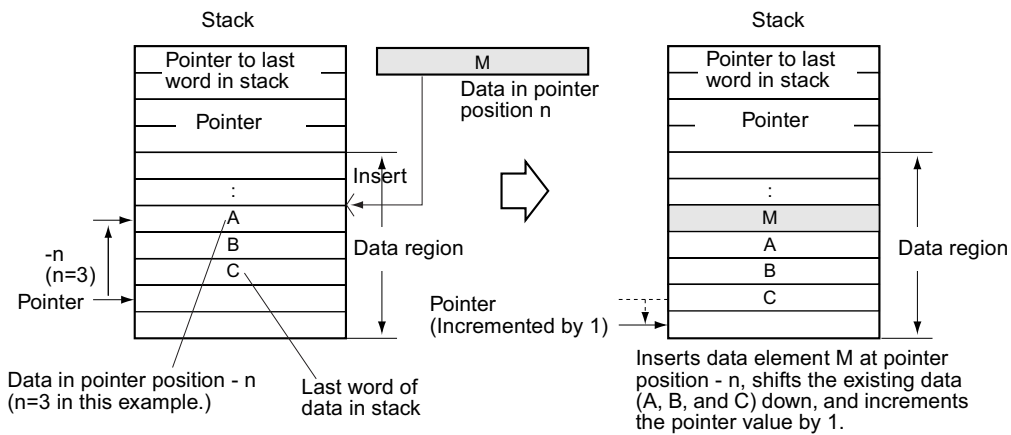 Stack
Pointer to last
word in stack
Pointer
:
A
B
C
-n
(n=3)
Pointer
Insert
Data region
M
Data in pointer
position n
Data in pointer position - n
(n=3 in this example.)
Last word of
data in stack
Stack
Pointer to last
word in stack
Pointer
:
M
A
B
C
Data region
Pointer
(Incremented by 1)
Inserts data element M at pointer
position - n, shifts the existing data
(A, B, and C) down, and increments
the pointer value by 1.